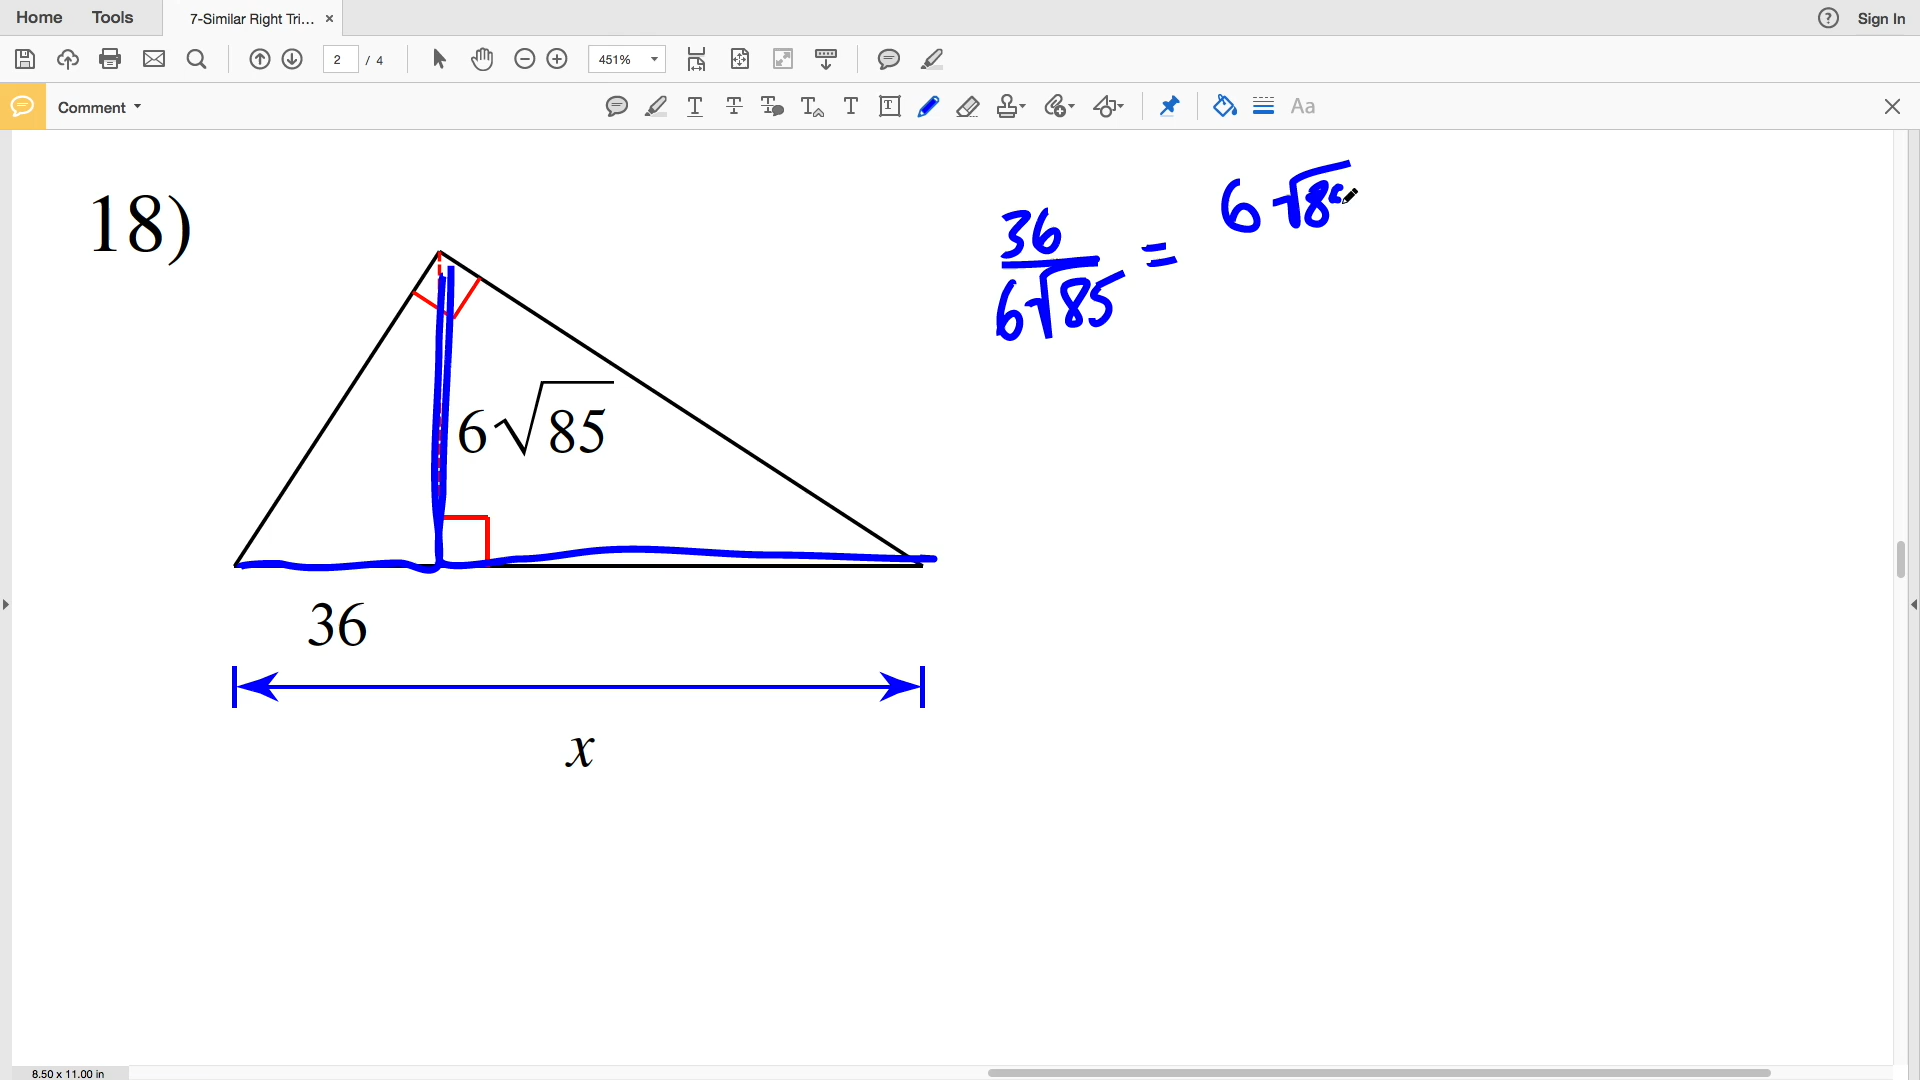 Home Tools 7-Similar Right Tri... × ? Sign In
2 / 4 451%
Comment T T T T T T Aa
18)
36
6√85
=
6√8
6√85
36
x
8.50 x 11.00 in